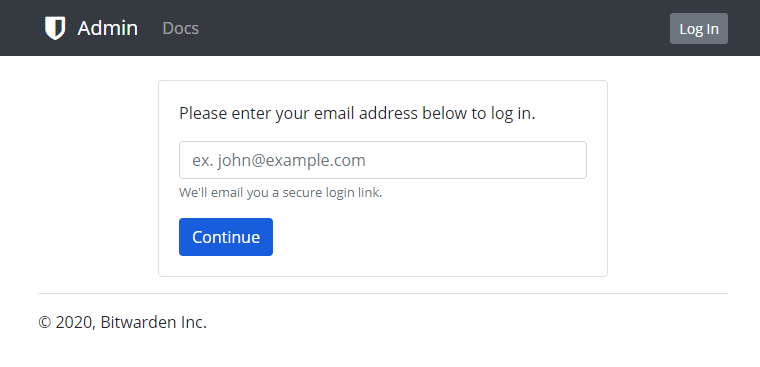 Admin Docs Log In
Please enter your email address below to log in.
ex. john@example.com
We'll email you a secure login link.
Continue
© 2020, Bitwarden Inc.